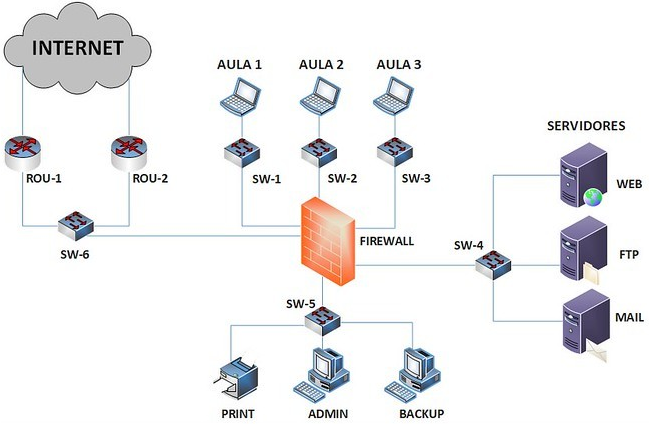 INTERNET
AULA 1
AULA 2
AULA 3
SERVIDORES
ROU-1
ROU-2
SW-1
SW-2
SW-3
WEB
SW-6
FIREWALL
SW-4
FTP
SW-5
MAIL
PRINT
ADMIN
BACKUP